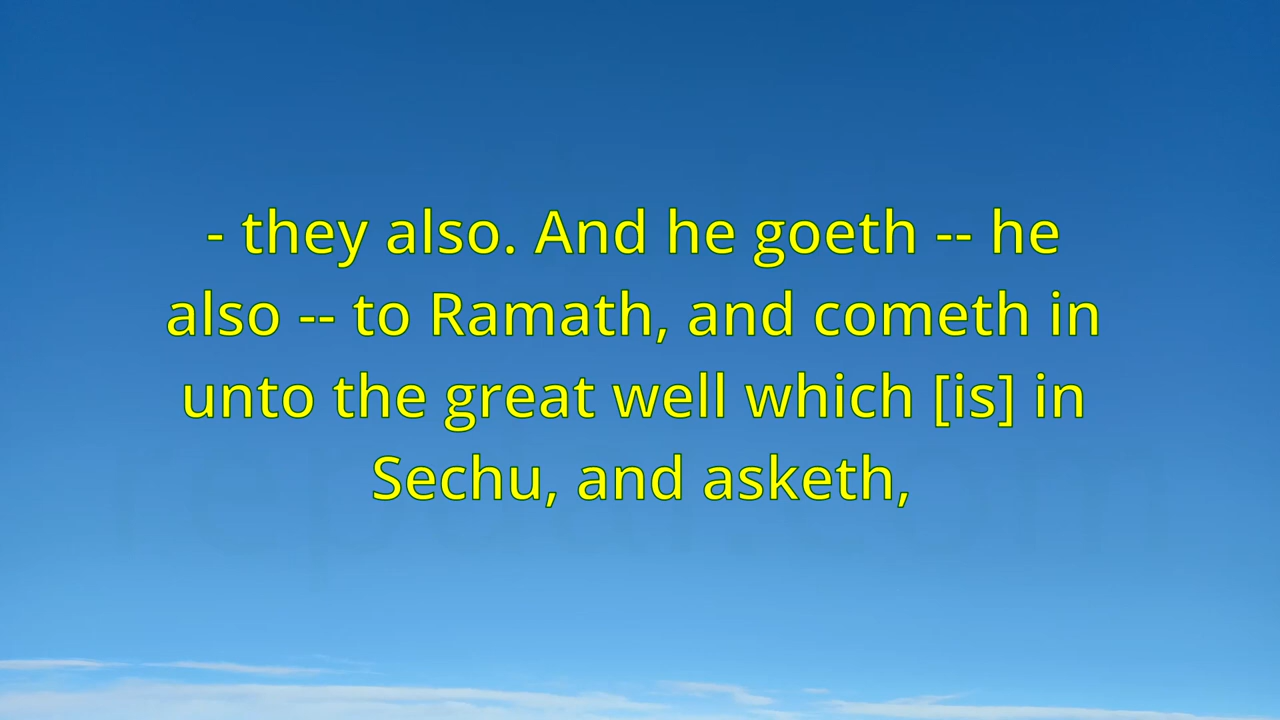 - they also. And he goeth -- he
also -- to Ramath, and cometh in
unto the great well which [is] in
Sechu, and asketh,